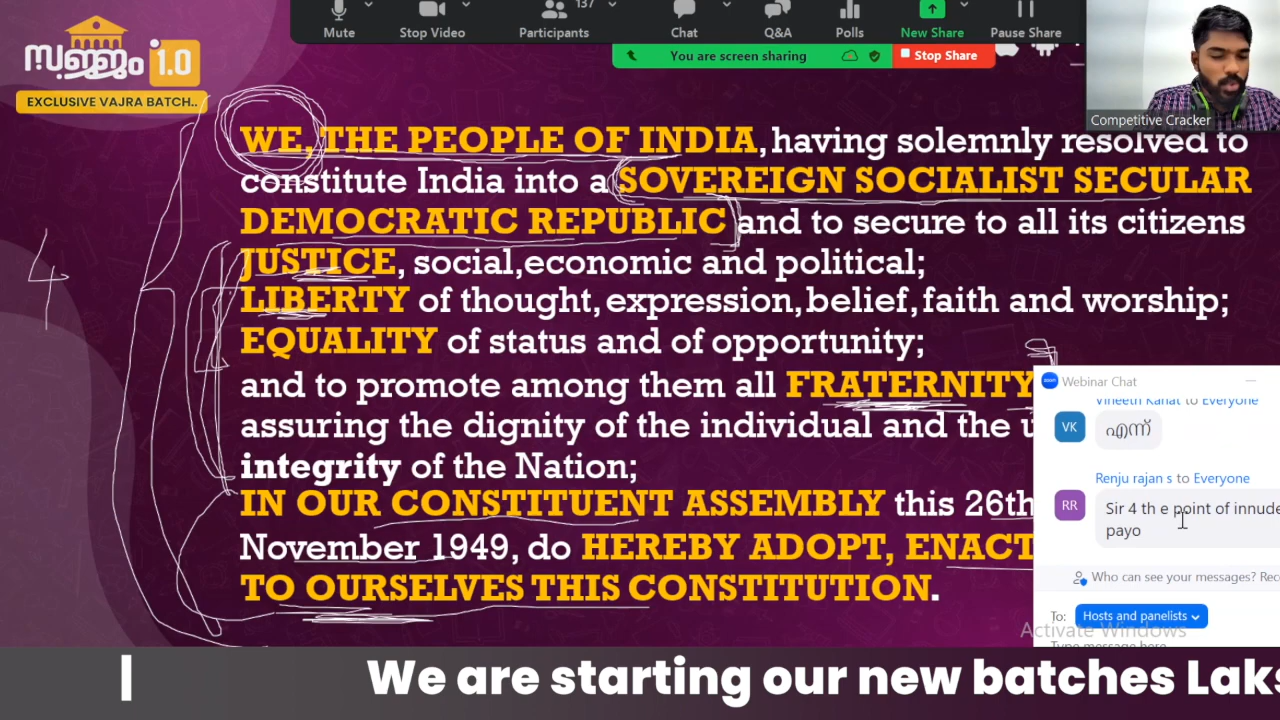 137
Mute
Stop Video
Participants
Chat
Q&A
Polls
New Share
Pause Share
You are screen sharing
Stop Share
1.0
EXCLUSIVE VAJRA BATCH..
Competitive Cracker
WE, THE PEOPLE OF INDIA, having solemnly resolved to
constitute India into a SOVEREIGN SOCIALIST SECULAR
DEMOCRATIC REPUBLIC and to secure to all its citizens
JUSTICE, social,economic and political;
LIBERTY of thought, expression, belief, faith and worship;
EQUALITY of status and of opportunity;
and to promote among them all FRATERNITY
assuring the dignity of the individual and the u
integrity of the Nation;
IN OUR CONSTITUENT ASSEMBLY this 26th
November 1949, do HEREBY ADOPT, ENACT
TO OURSELVES THIS CONSTITUTION.
4
Webinar Chat
Vineeth Kanat to Everyone
VK
എന്ന്
Renju rajan s to Everyone
RR
Sir 4 th e point of innude
payo
Who can see your messages? Rec
To: Hosts and panelists
Activate Windows
Type message here
We are starting our new batches Laks